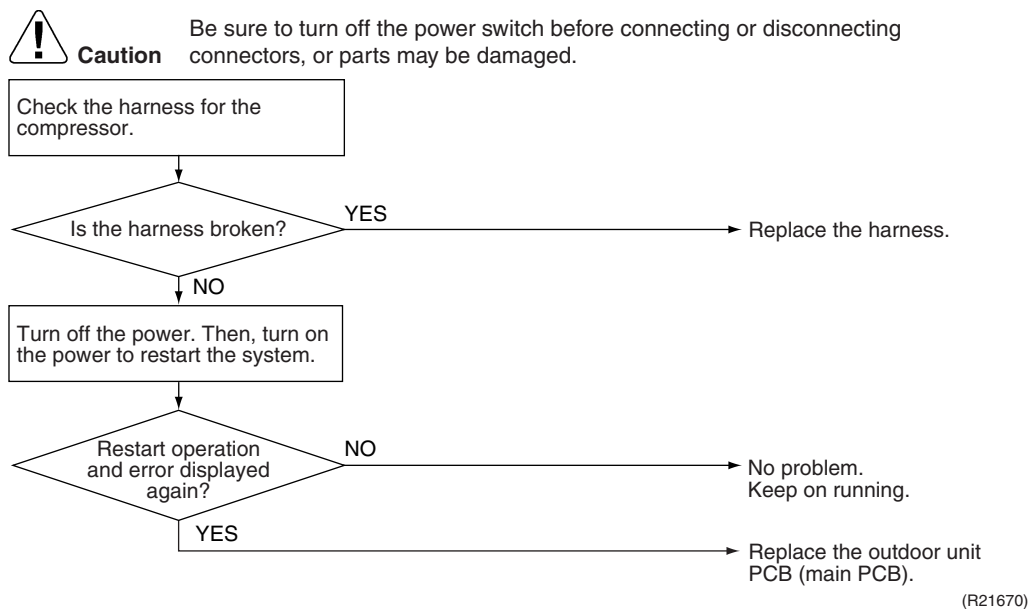 Be sure to turn off the power switch before connecting or disconnecting
Caution connectors, or parts may be damaged.
Check the harness for the
compressor.
Is the harness broken?
YES
Replace the harness.
NO
Turn off the power. Then, turn on
the power to restart the system.
Restart operation
and error displayed
again?
NO
No problem.
Keep on running.
YES
Replace the outdoor unit
PCB (main PCB).
(R21670)